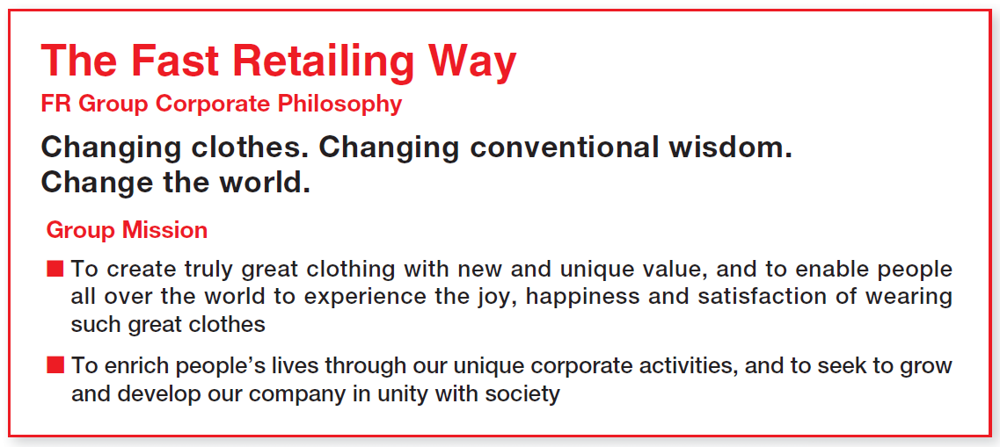 The Fast Retailing Way
FR Group Corporate Philosophy
Changing clothes. Changing conventional wisdom.
Change the world.
Group Mission
■ To create truly great clothing with new and unique value, and to enable people
all over the world to experience the joy, happiness and satisfaction of wearing
such great clothes
■ To enrich people’s lives through our unique corporate activities, and to seek to grow
and develop our company in unity with society